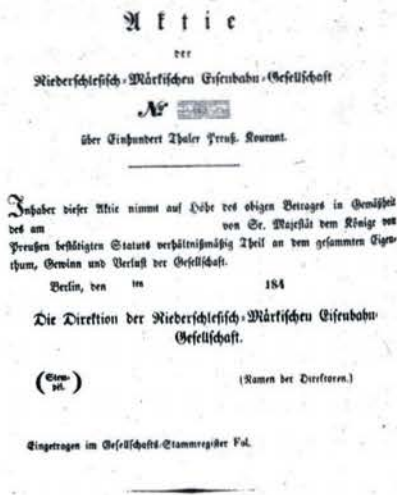 Aktie
der
Niederschlesisch-Märkischen Eisenbahn-Gesellschaft
№
über Einhundert Thaler Preuß. Kourant.
Inhaber dieser Aktie nimmt auf Höhe des obigen Betrages in Gemäßheit
des am von Sr. Majestät dem Könige von
Preußen bestätigten Statuts verhältnißmäßig Theil an dem gesammten Eigen-
thum, Gewinn und Verlust der Gesellschaft.
Berlin, den ten 184
Die Direktion der Niederschlesisch-Märkischen Eisenbahn-
Gesellschaft.
(Stem-
pel.)
(Namen der Direktoren.)
Eingetragen im Gesellschafts-Stammregister Fol.